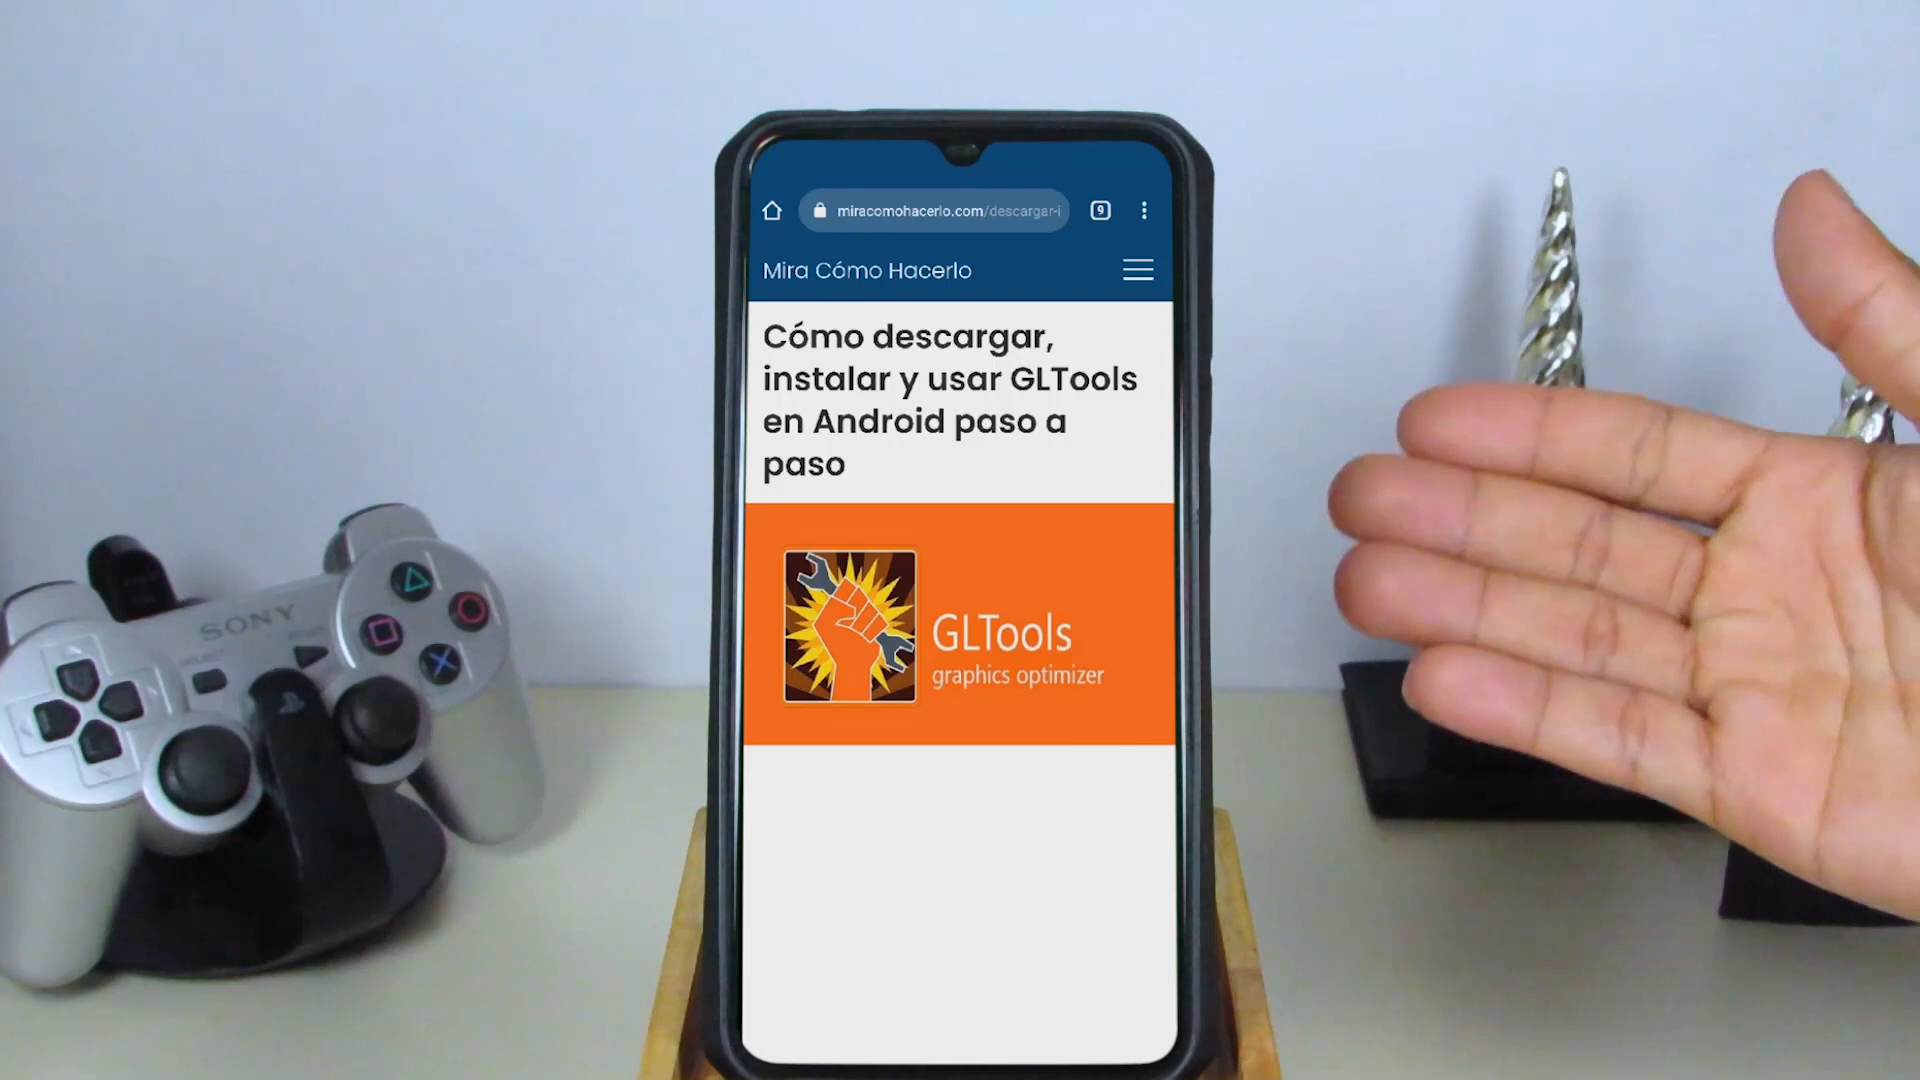 miracomohacerlo.com/descargar-i
9
Mira Cómo Hacerlo
Cómo descargar,
instalar y usar GLTools
en Android paso a
paso
GLTools
graphics optimizer
SONY
SELECT